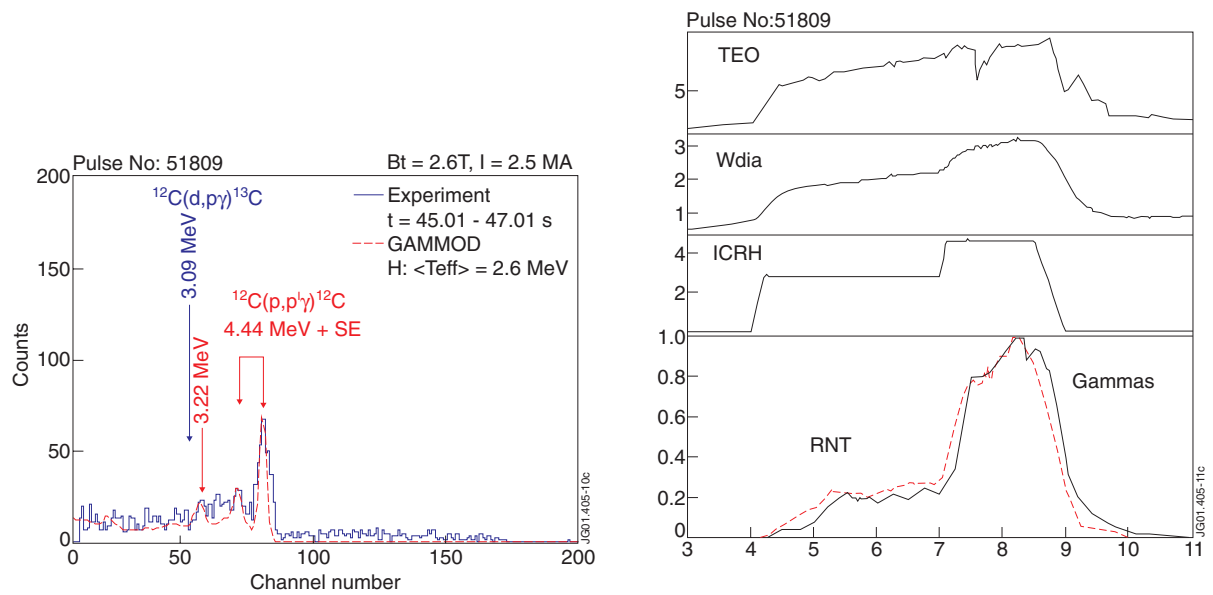 Pulse No: 51809
Bt = 2.6T, I = 2.5 MA
200
150
100
50
0
Counts
¹²C(d,pγ)¹³C
3.09 MeV
3.22 MeV
¹²C(p,p'γ)¹²C
4.44 MeV + SE
Experiment
t = 45.01 - 47.01 s
GAMMOD
H: <Teff> = 2.6 MeV
0
50
100
150
200
Channel number
JG01.405-10c
Pulse No:51809
TEO
5
Wdia
3
2
1
ICRH
4
2
1.0
0.8
0.6
0.4
0.2
0
RNT
Gammas
3
4
5
6
7
8
9
10
11
JG01.405-11c